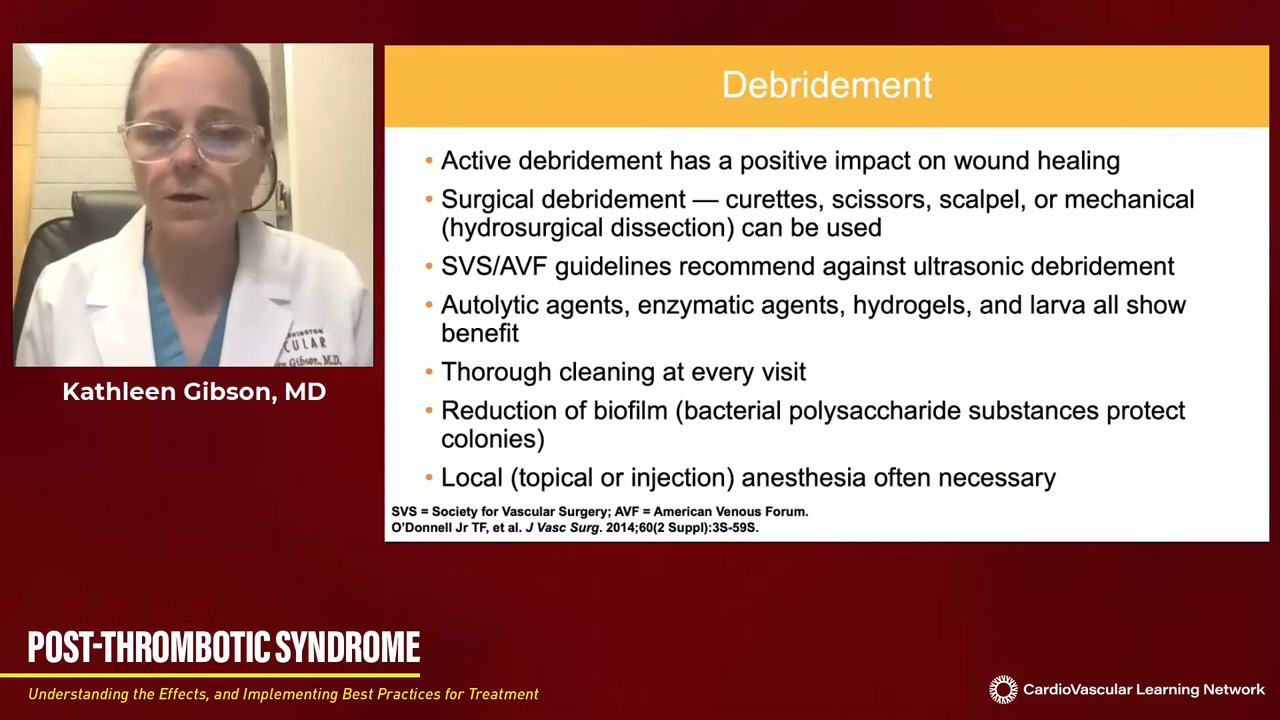 Debridement
• Active debridement has a positive impact on wound healing
• Surgical debridement — curettes, scissors, scalpel, or mechanical
(hydrosurgical dissection) can be used
• SVS/AVF guidelines recommend against ultrasonic debridement
• Autolytic agents, enzymatic agents, hydrogels, and larva all show
benefit
• Thorough cleaning at every visit
• Reduction of biofilm (bacterial polysaccharide substances protect
colonies)
• Local (topical or injection) anesthesia often necessary
SVS = Society for Vascular Surgery; AVF = American Venous Forum.
O'Donnell Jr TF, et al. J Vasc Surg. 2014;60(2 Suppl):3S-59S.
Gibson, M.D.
Kathleen Gibson, MD
POST-THROMBOTIC SYNDROME
Understanding the Effects, and Implementing Best Practices for Treatment
CardioVascular Learning Network